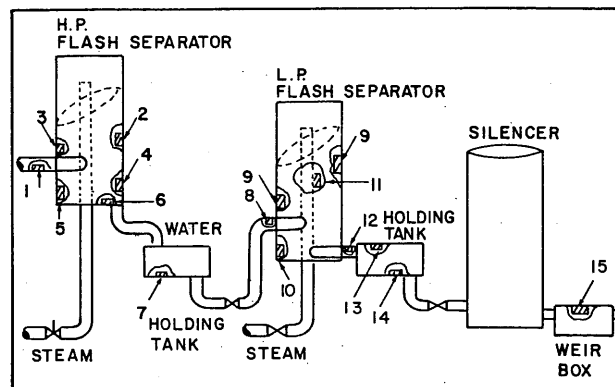 H.P.
FLASH SEPARATOR
L.P.
FLASH SEPARATOR
SILENCER
3
2
4
1
5
6
WATER
9
9
8
11
12
HOLDING
TANK
10
7
HOLDING
TANK
13
14
15
STEAM
STEAM
WEIR
BOX